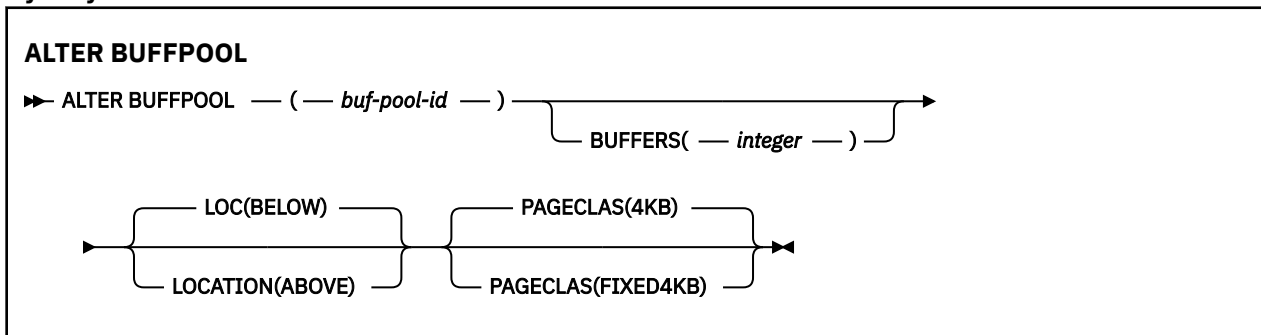 ALTER BUFFPOOL
ALTER BUFFPOOL ( buf-pool-id )
BUFFERS( integer )
LOC(BELOW) PAGECLAS(4KB)
LOCATION(ABOVE) PAGECLAS(FIXED4KB)